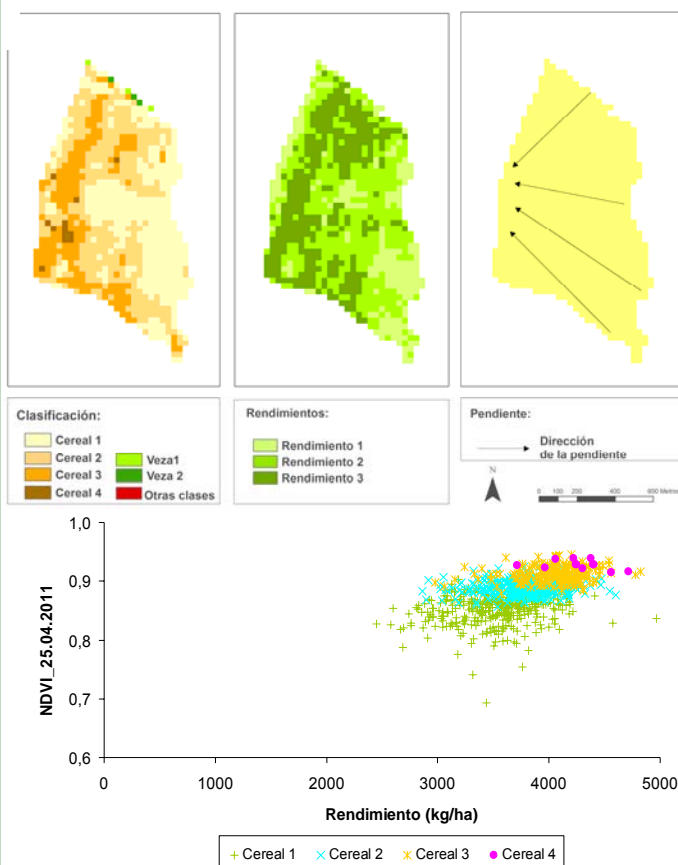 Clasificación:
Cereal 1
Cereal 2
Cereal 3
Cereal 4
Veza1
Veza 2
Otras clases
Rendimientos:
Rendimiento 1
Rendimiento 2
Rendimiento 3
Pendiente:
Dirección
de la pendiente
N
0 100 200 400 600 Metros
1,0
0,9
0,8
0,7
0,6
NDVI_25.04.2011
0 1000 2000 3000 4000 5000
Rendimiento (kg/ha)
Cereal 1 Cereal 2 Cereal 3 Cereal 4